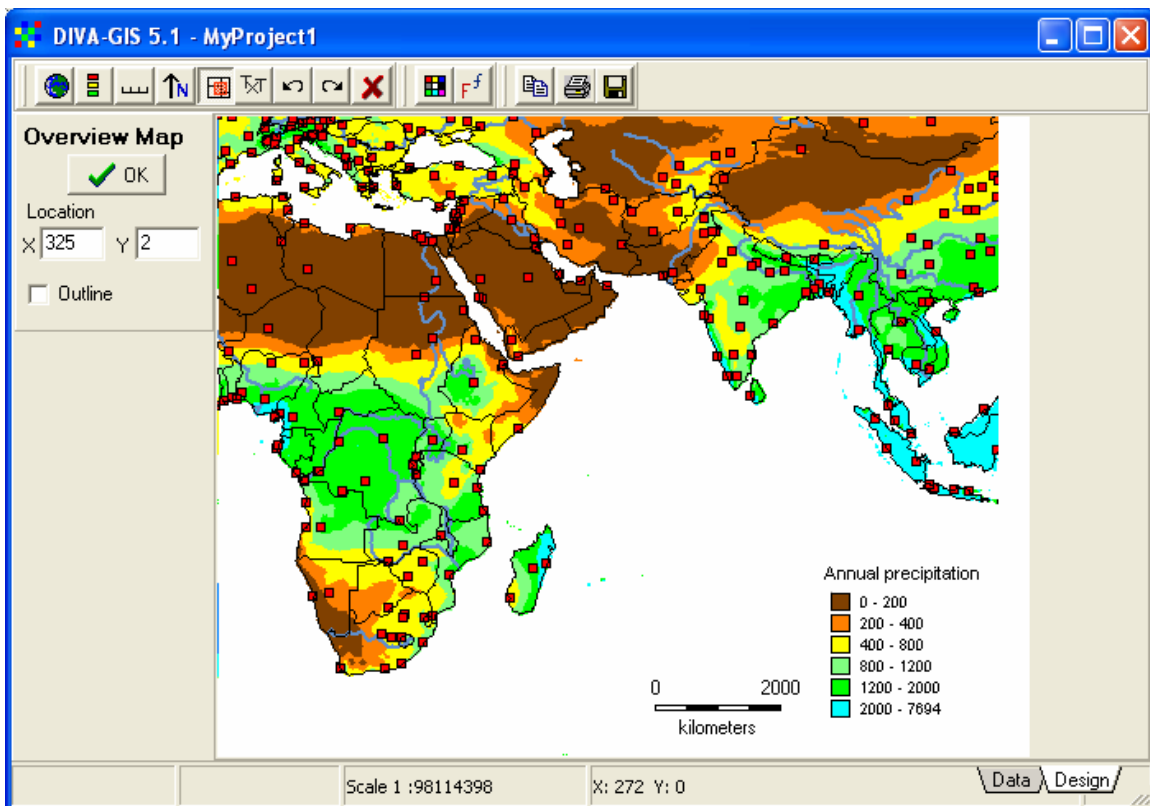 DIVA-GIS 5.1 - MyProject1
N TXT F f
Overview Map
OK
Location
X 325 Y 2
Outline
Annual precipitation
0 - 200
200 - 400
400 - 800
800 - 1200
1200 - 2000
2000 - 7694
0 2000
kilometers
Scale 1 :98114398
X: 272 Y: 0
Data Design